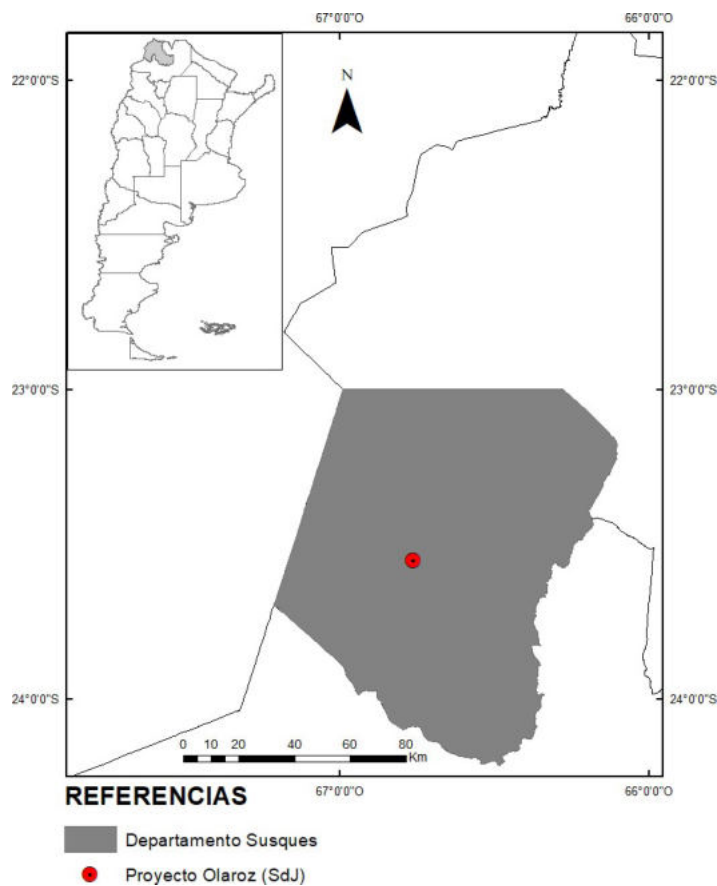 67°0'0"O 66°0'0"O
22°0'0"S 22°0'0"S
N
23°0'0"S 23°0'0"S
24°0'0"S 24°0'0"S
0 10 20 40 60 80
Km
67°0'0"O 66°0'0"O
REFERENCIAS
Departamento Susques
Proyecto Olaroz (SdJ)